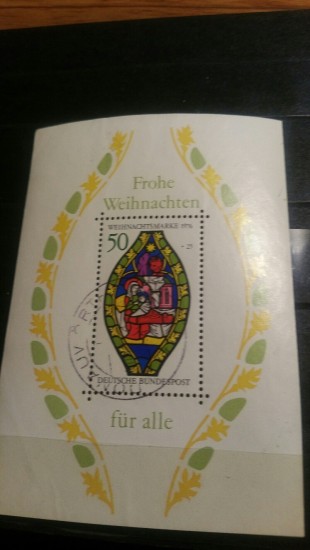 Frohe
Weihnachten
WEIHNACHTSMARKE 1976
50
+25
DEUTSCHE BUNDESPOST
für alle